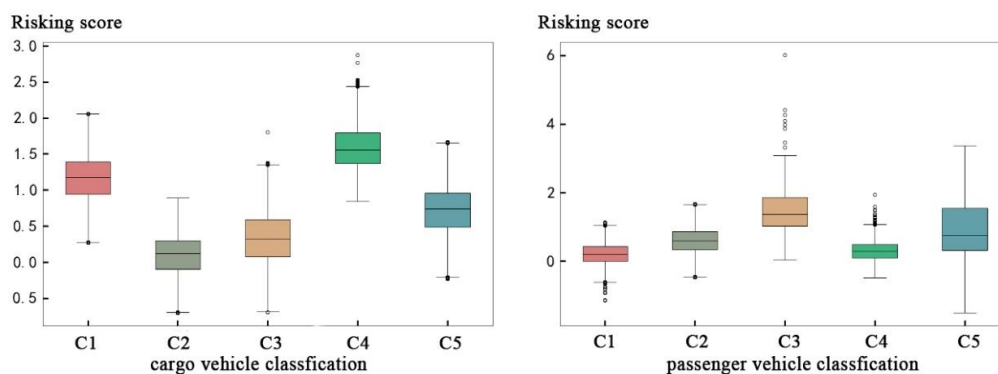 Risking score
3. 0
2. 5
2. 0
1. 5
1. 0
0. 5
0. 0
0. 5
C1 C2 C3 C4 C5
cargo vehicle classfication
Risking score
6
4
2
0
C1 C2 C3 C4 C5
passenger vehicle classfication